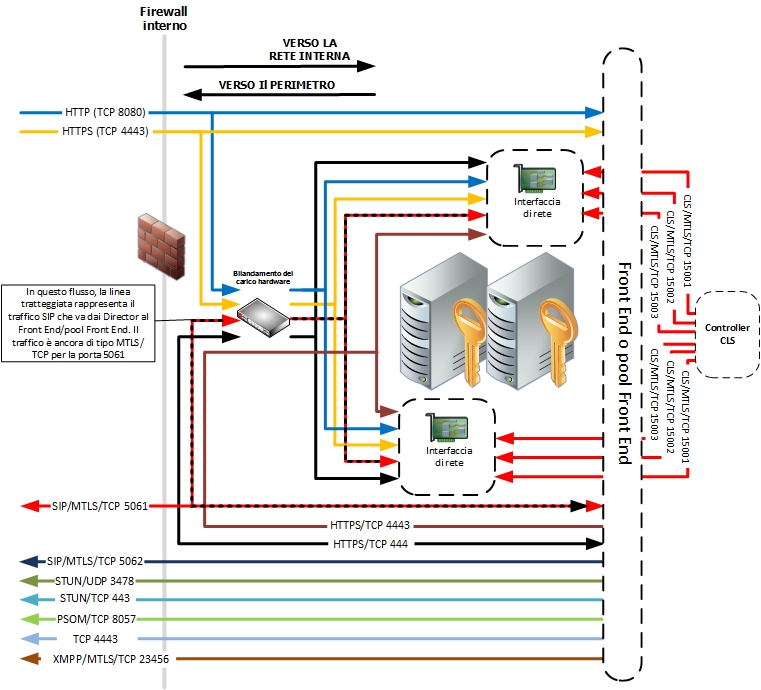 Firewall
interno
VERSO LA
RETE INTERNA
VERSO Il PERIMETRO
HTTP (TCP 8080)
HTTPS (TCP 4443)
Interfaccia
di rete
Bilandamento del
carico hardware
In questo flusso, la linea
tratteggiata rappresenta il
traffico SIP che va dai Director al
Front End/pool Front End. Il
traffico è ancora di tipo MTLS/
TCP per la porta 5061
Front End o pool Front End
CLS/MTLS/TCP 15001
CLS/MTLS/TCP 15002
CLS/MTLS/TCP 15003
Controller
CLS
CLS/MTLS/TCP 15003
CLS/MTLS/TCP 15002
CLS/MTLS/TCP 15001
Interfaccia
di rete
SIP/MTLS/TCP 5061
HTTPS/TCP 4443
HTTPS/TCP 444
SIP/MTLS/TCP 5062
STUN/UDP 3478
STUN/TCP 443
PSOM/TCP 8057
TCP 4443
XMPP/MTLS/TCP 23456